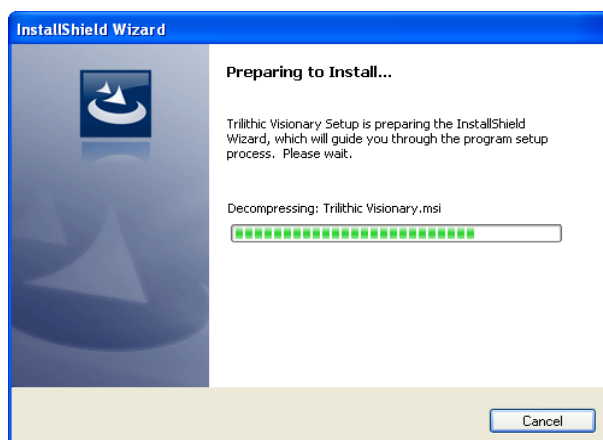 InstallShield Wizard
Preparing to Install...
Trilithic Visionary Setup is preparing the InstallShield
Wizard, which will guide you through the program setup
process. Please wait.
Decompressing: Trilithic Visionary.msi
Cancel